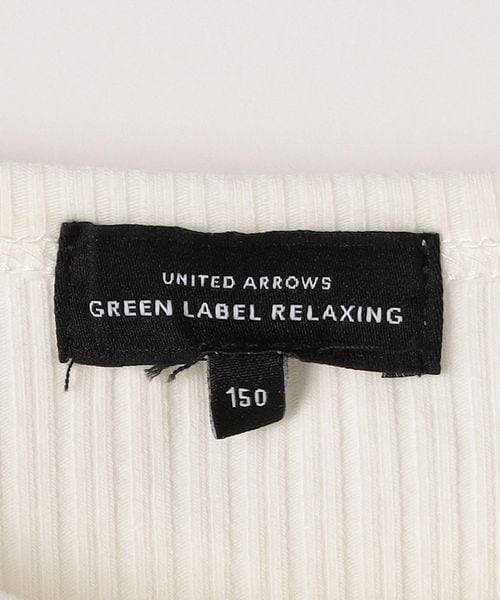 UNITED ARROWS
GREEN LABEL RELAXING
150